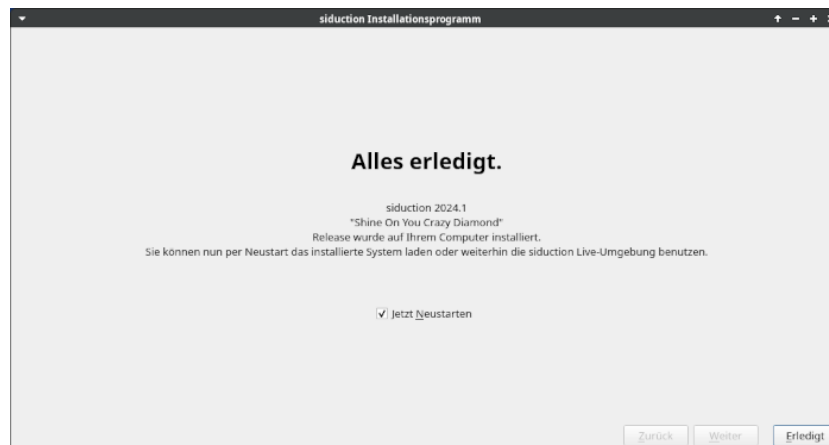 siduction Installationsprogramm
Alles erledigt.
siduction 2024.1
"Shine On You Crazy Diamond"
Release wurde auf Ihrem Computer installiert.
Sie können nun per Neustart das installierte System laden oder weiterhin die siduction Live-Umgebung benutzen.
Jetzt Neustarten
Zurück Weiter Erledigt